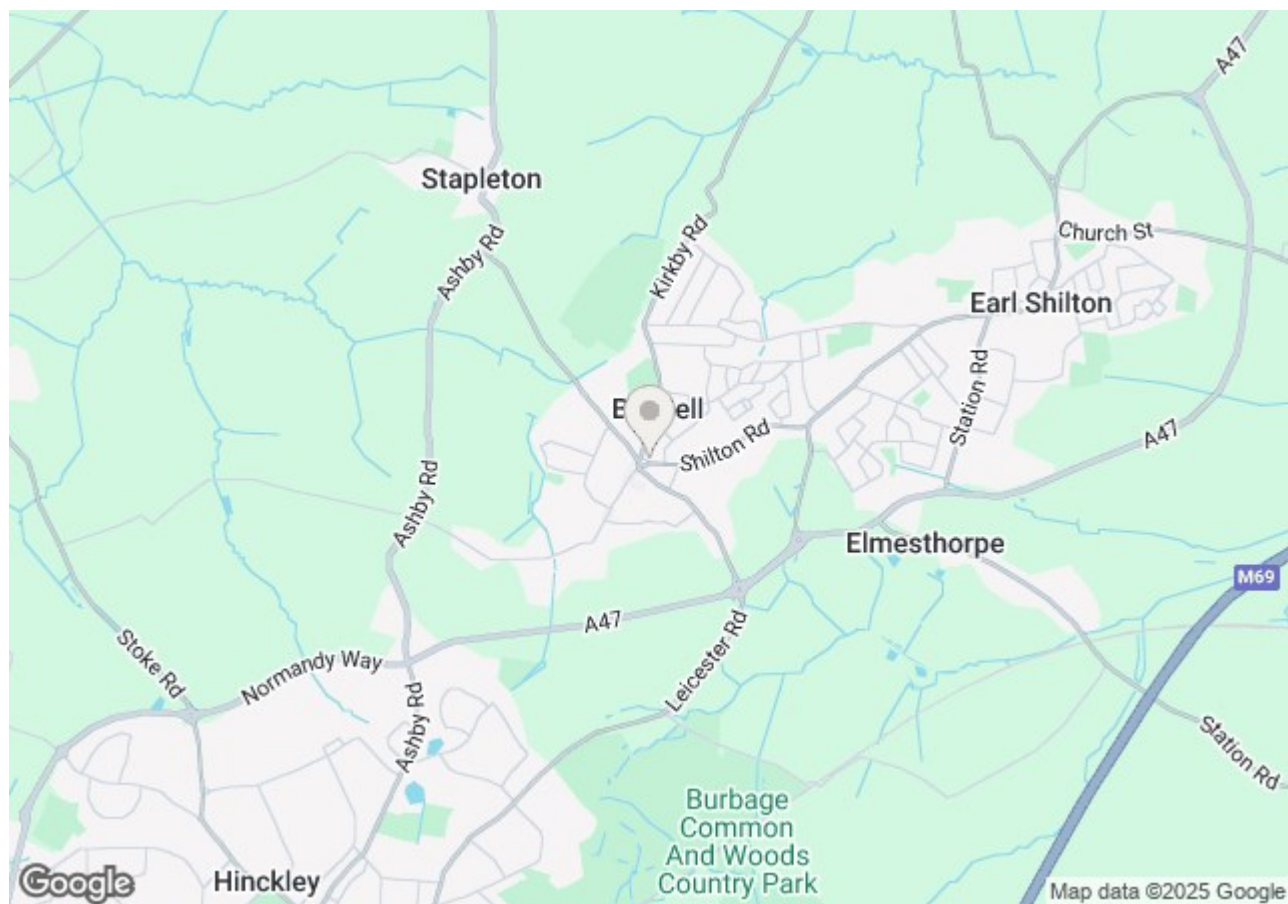 A47
Stapleton
Church St
Kirkby Rd
Ashby Rd
Earl Shilton
Station Rd
Shilton Rd
A47
Ashby Rd
Elmesthorpe
M69
A47
Leicester Rd
Stoke Rd
Normandy Way
Ashby Rd
Station Rd
Burbage
Common
And Woods
Country Park
Hinckley
Google
Map data ©2025 Google